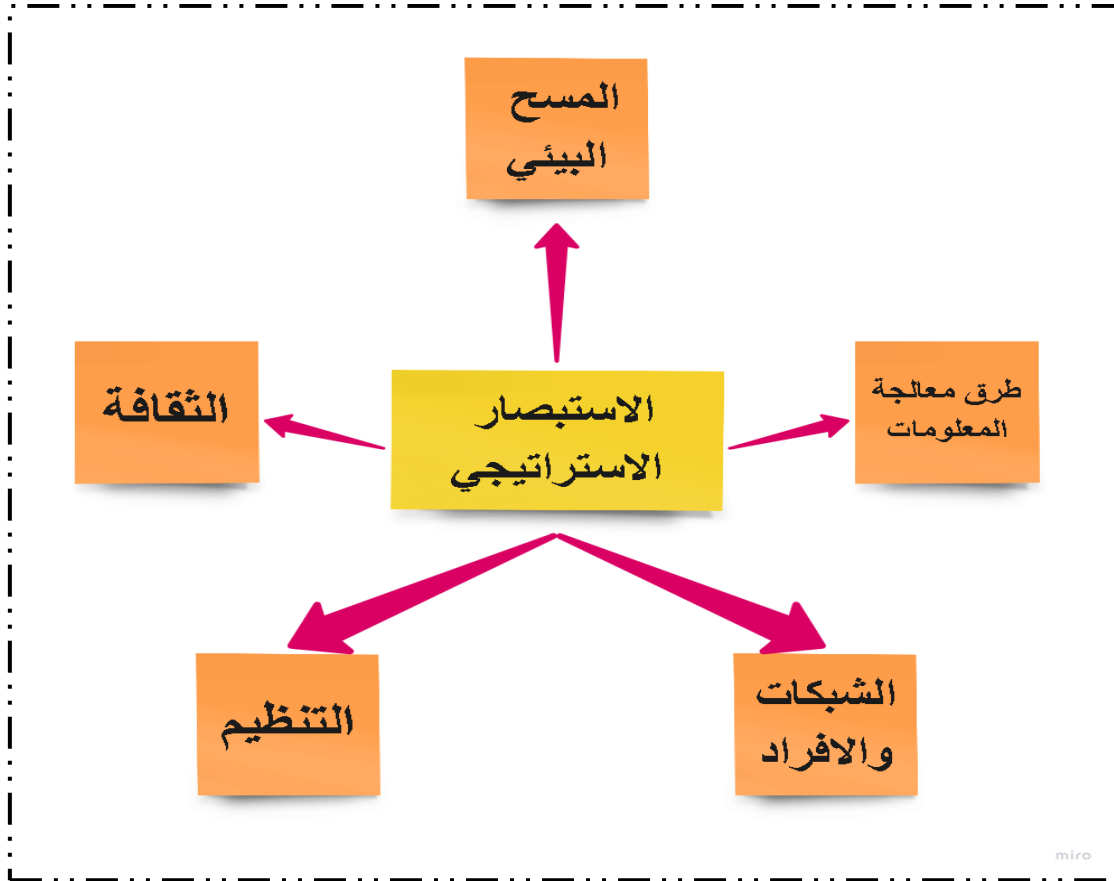 المسح
البيئي
طرق معالجة
المعلومات
الاستبصار
الاستراتيجي
الثقافة
الشبكات
والافراد
التنظيم
miro